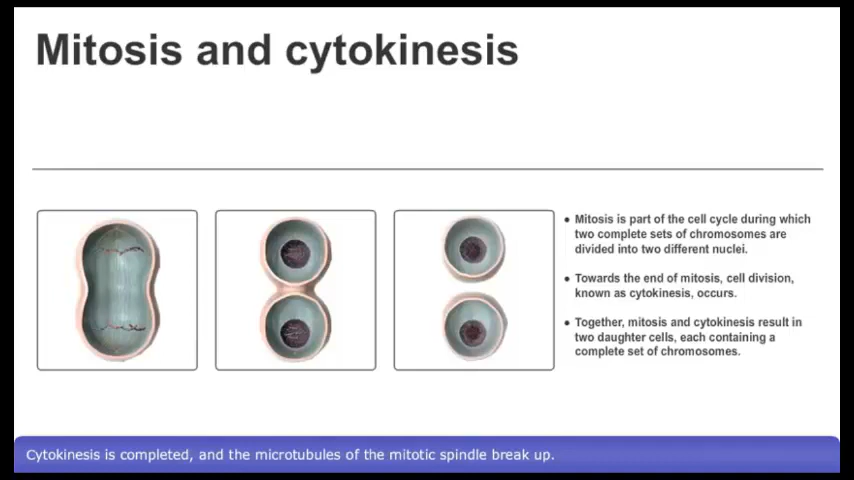 Mitosis and cytokinesis
• Mitosis is part of the cell cycle during which
two complete sets of chromosomes are
divided into two different nuclei.
• Towards the end of mitosis, cell division,
known as cytokinesis, occurs.
• Together, mitosis and cytokinesis result in
two daughter cells, each containing a
complete set of chromosomes.
Cytokinesis is completed, and the microtubules of the mitotic spindle break up.